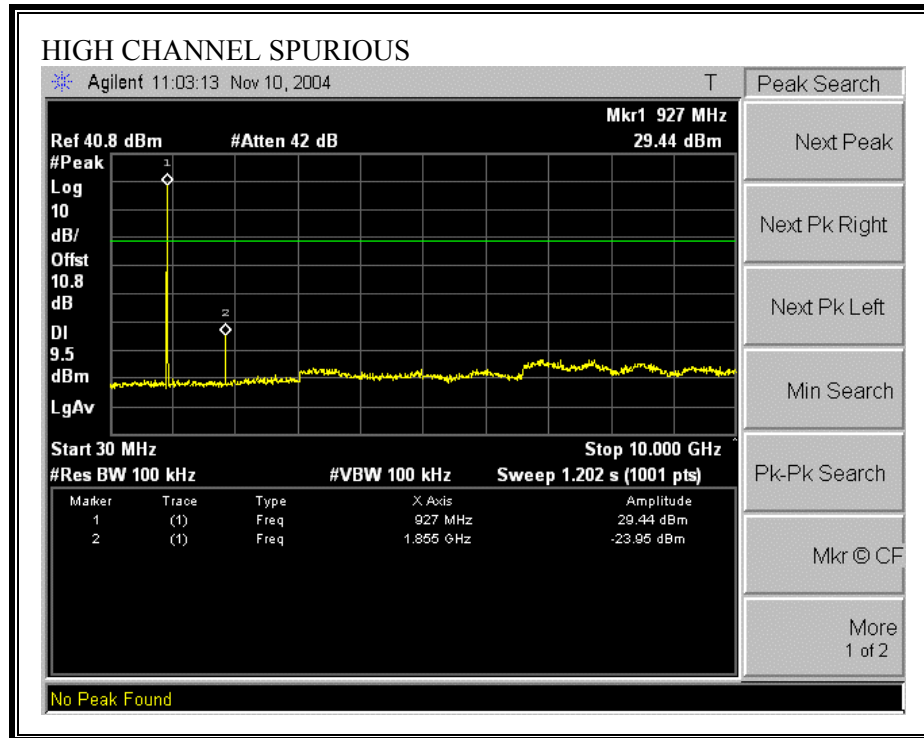 HIGH CHANNEL SPURIOUS
Agilent 11:03:13 Nov 10, 2004 T
Peak Search
Mkr1 927 MHz
Ref 40.8 dBm #Atten 42 dB 29.44 dBm
#Peak
Log
10
dB/
Offst
10.8
dB
DI
9.5
dBm
LgAv
1
2
Start 30 MHz Stop 10.000 GHz
#Res BW 100 kHz #VBW 100 kHz Sweep 1.202 s (1001 pts)
Marker Trace Type X Axis Amplitude
1 (1) Freq 927 MHz 29.44 dBm
2 (1) Freq 1.855 GHz -23.95 dBm
Next Peak
Next Pk Right
Next Pk Left
Min Search
Pk-Pk Search
Mkr © CF
More
1 of 2
No Peak Found